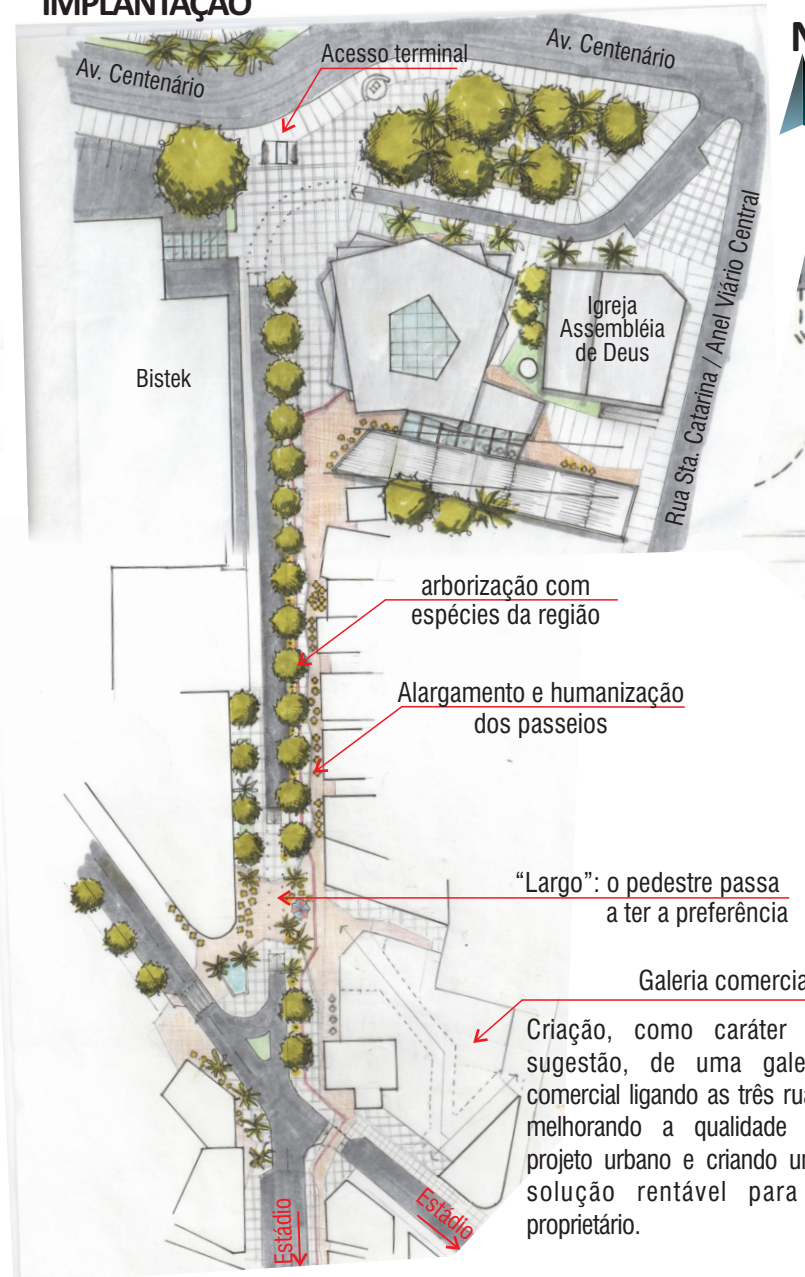 IMPLANTAÇÃO
N
Av. Centenário
Acesso terminal
Av. Centenário
Rua Sta. Catarina / Anel Viário Central
Igreja
Assembléia
de Deus
Bistek
arborização com
espécies da região
Alargamento e humanização
dos passeios
“Largo”: o pedestre passa
a ter a preferência
Galeria comercia
Criação, como caráter
sugestão, de uma gale
comercial ligando as três rua
melhorando a qualidade
projeto urbano e criando u
solução rentável para
proprietário.
Estádio
Estádio